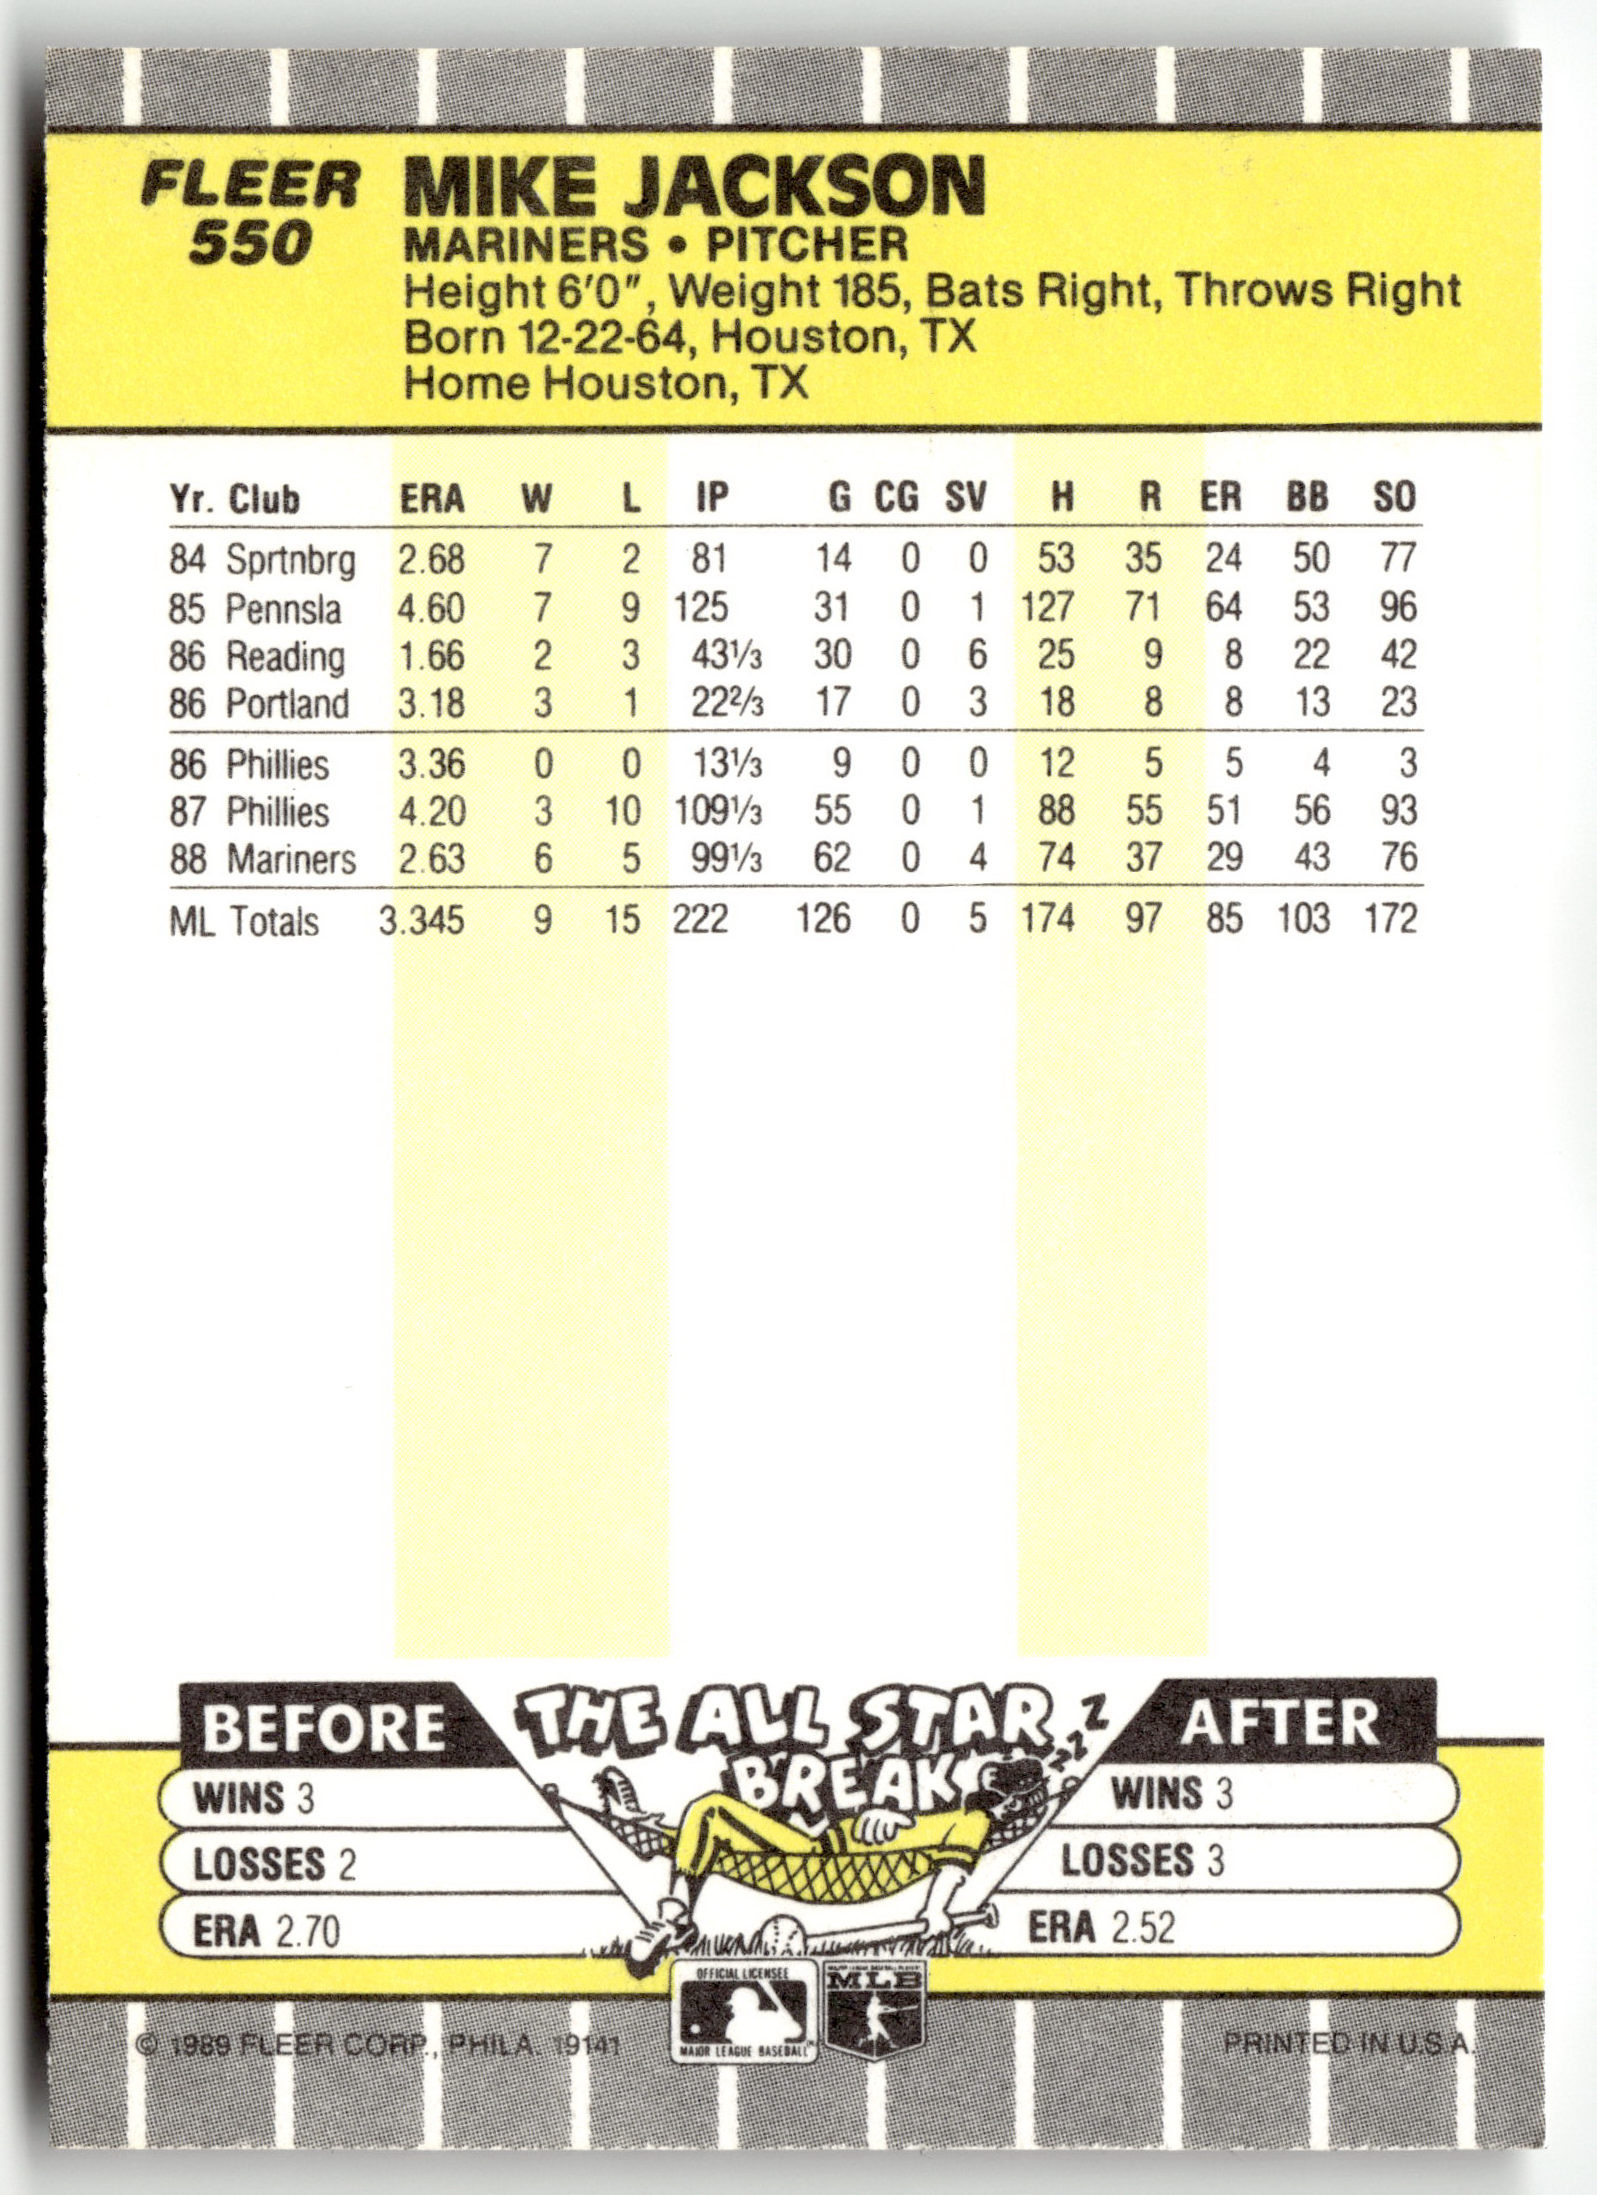 FLEER
550
MIKE JACKSON
MARINERS • PITCHER
Height 6'0", Weight 185, Bats Right, Throws Right
Born 12-22-64, Houston, TX
Home Houston, TX
Yr. Club ERA W L IP G CG SV H R ER BB SO
84 Sprtnbrg 2.68 7 2 81 14 0 0 53 35 24 50 77
85 Pennsla 4.60 7 9 125 31 0 1 127 71 64 53 96
86 Reading 1.66 2 3 43⅓ 30 0 6 25 9 8 22 42
86 Portland 3.18 3 1 22⅔ 17 0 3 18 8 8 13 23
86 Phillies 3.36 0 0 13⅓ 9 0 0 12 5 5 4 3
87 Phillies 4.20 3 10 109⅓ 55 0 1 88 55 51 56 93
88 Mariners 2.63 6 5 99⅓ 62 0 4 74 37 29 43 76
ML Totals 3.345 9 15 222 126 0 5 174 97 85 103 172
BEFORE
THE ALL STAR
BREAK
ZZZZ
AFTER
WINS 3
LOSSES 2
ERA 2.70
WINS 3
LOSSES 3
ERA 2.52
OFFICIAL LICENSEE
MAJOR LEAGUE BASEBALL™
MLB
© 1989 FLEER CORP., PHILA. 19141
PRINTED IN U.S.A.